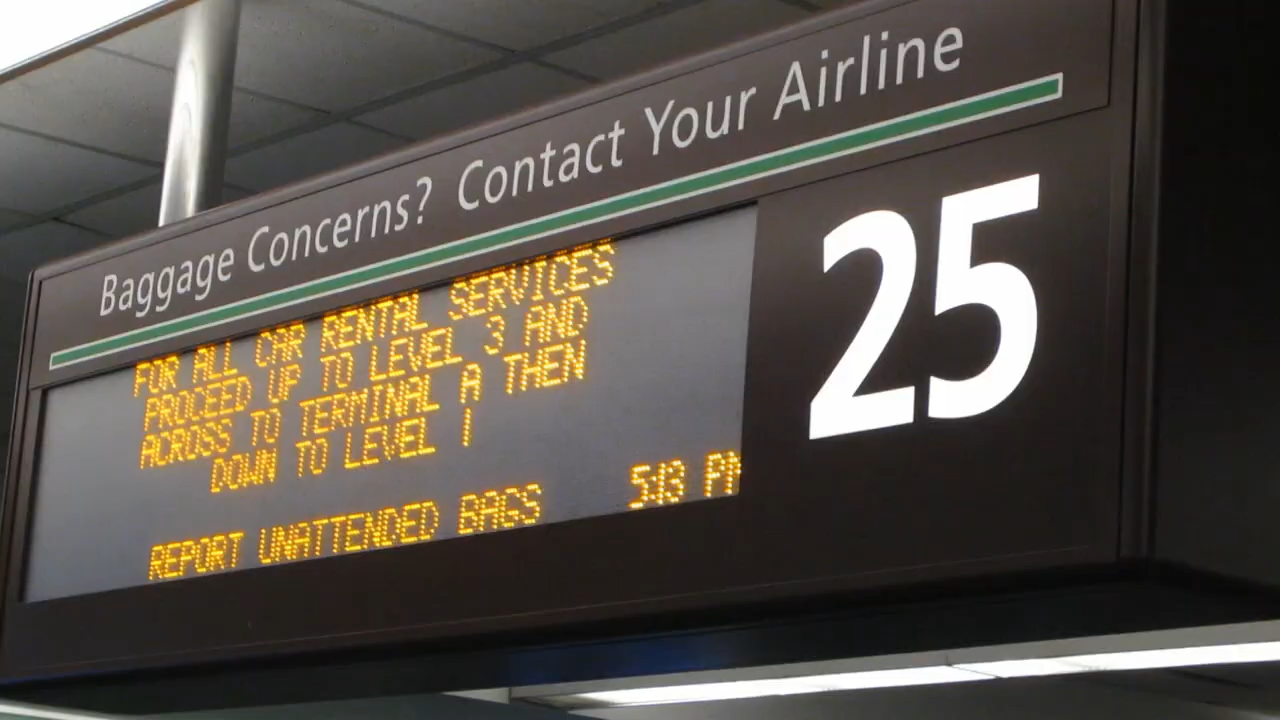 Baggage Concerns? Contact Your Airline
25
FOR ALL CAR RENTAL SERVICES
PROCEED UP TO LEVEL 3 AND
ACROSS TO TERMINAL A THEN
DOWN TO LEVEL 1
5:13 PM
REPORT UNATTENDED BAGS